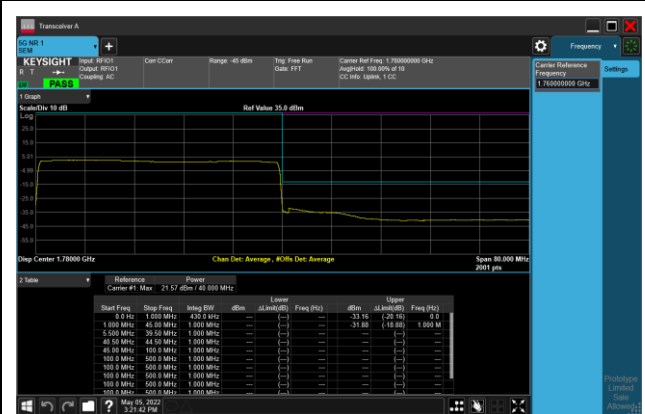 Transceiver A
5G NR 1
SEM
Frequency
KEYSIGHT
Input: RFIO1
Output: RFIO1
Coupling: AC
Corr CCorr
Range: -45 dBm
Trig: Free Run
Gate: FFT
Carrier Ref Freq: 1.760000000 GHz
Avg|Hold: 100.00% of 10
CC Info: Uplink, 1 CC
R T
LXI
PASS
Carrier Reference
Frequency
1.760000000 GHz
Settings
1 Graph
Scale/Div 10 dB
Ref Value 35.0 dBm
Log
25.0
15.0
5.01
-4.99
-15.0
-25.0
-35.0
-45.0
-55.0
Disp Center 1.78000 GHz
Chan Det: Average , #Offs Det: Average
Span 80.000 MHz
2001 pts
2 Table
Reference Power
Carrier #1: Max: 21.57 dBm / 40.000 MHz
Lower Upper
Start Freq Stop Freq Integ BW dBm ΔLimit(dB) Freq (Hz) dBm ΔLimit(dB) Freq (Hz)
0.0 Hz 1.000 MHz 430.0 kHz --- (---) --- -33.16 (-20.16) 0.0
1.000 MHz 45.00 MHz 1.000 MHz --- (---) --- -31.88 (-18.88) 1.000 M
5.500 MHz 39.50 MHz 1.000 MHz --- (---) --- --- (---) ---
40.50 MHz 44.50 MHz 1.000 MHz --- (---) --- --- (---) ---
45.00 MHz 100.0 MHz 1.000 MHz --- (---) --- --- (---) ---
100.0 MHz 500.0 MHz 1.000 MHz --- (---) --- --- (---) ---
100.0 MHz 500.0 MHz 1.000 MHz --- (---) --- --- (---) ---
100.0 MHz 500.0 MHz 1.000 MHz --- (---) --- --- (---) ---
100.0 MHz 500.0 MHz 1.000 MHz --- (---) --- --- (---) ---
Prototype
Limited
Sale
Allowed
?
May 05, 2022
3:21:42 PM